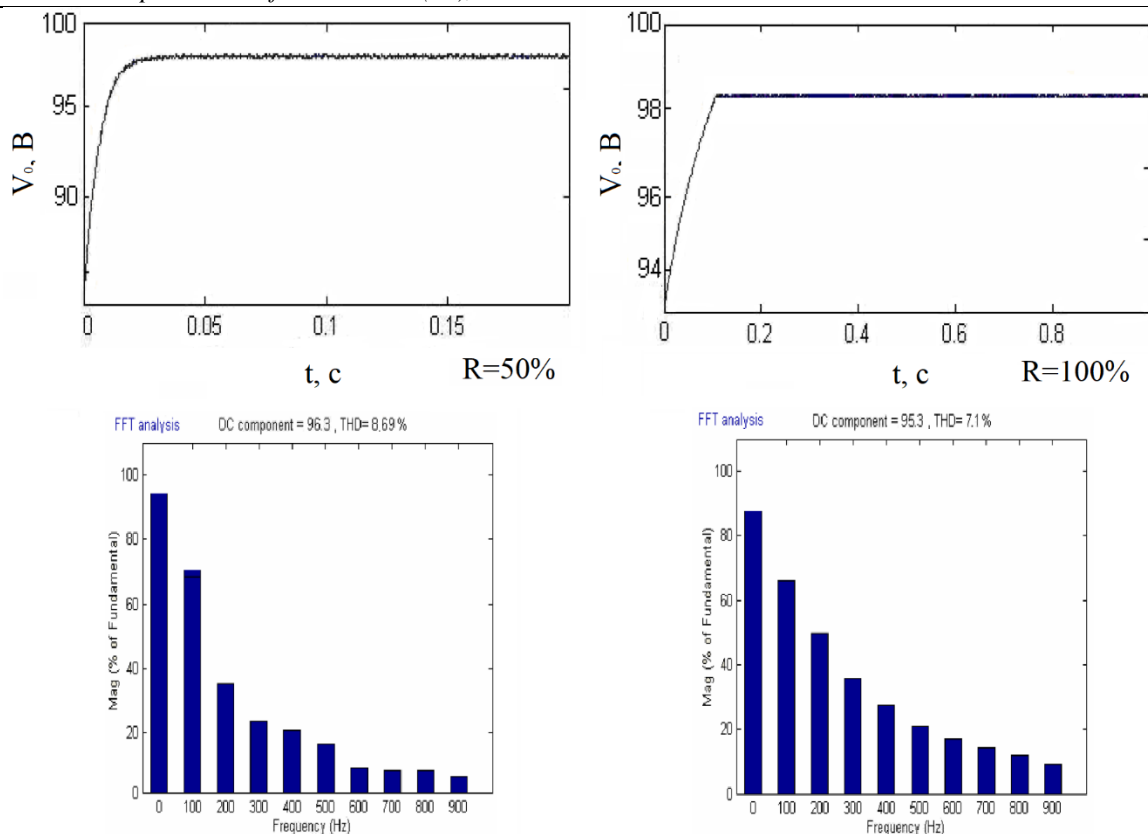 100
95
90
V₀, B
0
0.05
0.1
0.15
t, c
R=50%
100
98
96
94
V₀, B
0
0.2
0.4
0.6
0.8
t, c
R=100%
FFT analysis
DC component = 96.3 , THD= 8,69 %
100
80
60
40
20
0
Mag (% of Fundamental)
0 100 200 300 400 500 600 700 800 900
Frequency (Hz)
FFT analysis
DC component = 95.3 , THD= 7.1%
100
80
60
40
20
0
Mag (% of Fundamental)
0 100 200 300 400 500 600 700 800 900
Frequency (Hz)